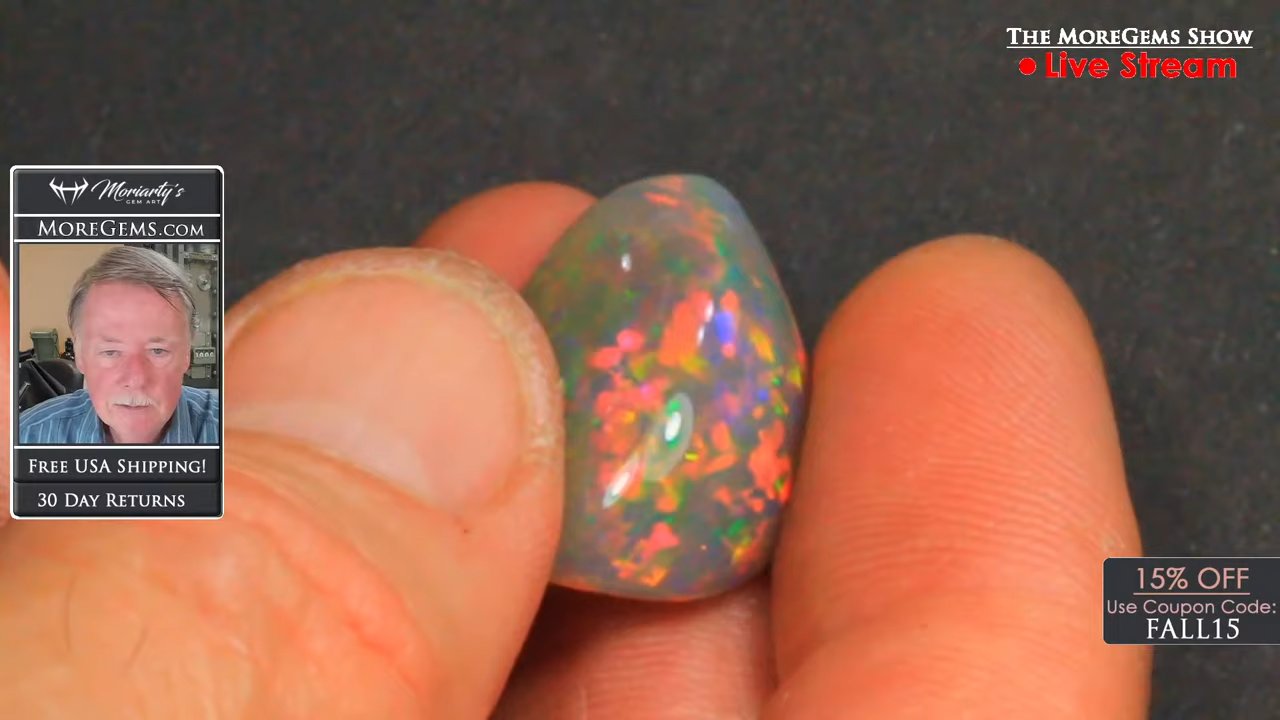 The MoreGems Show
Live Stream
Moriarty's
GEM ART
MoreGems.com
Free USA Shipping!
30 Day Returns
15% OFF
Use Coupon Code:
FALL15